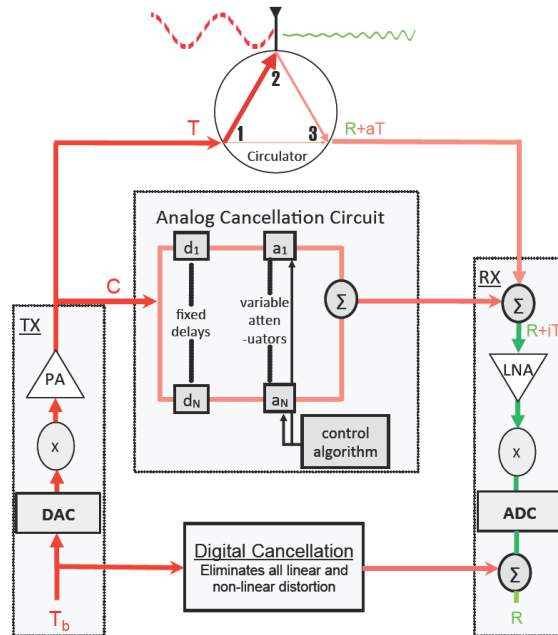 2
1
3
Circulator
T
R+aT
Analog Cancellation Circuit
d1
a1
C
fixed
delays
variable
atten
-uators
Σ
dN
aN
control
algorithm
TX
PA
x
DAC
Tb
RX
Σ
R+iT
LNA
x
ADC
Digital Cancellation
Eliminates all linear and
non-linear distortion
Σ
R